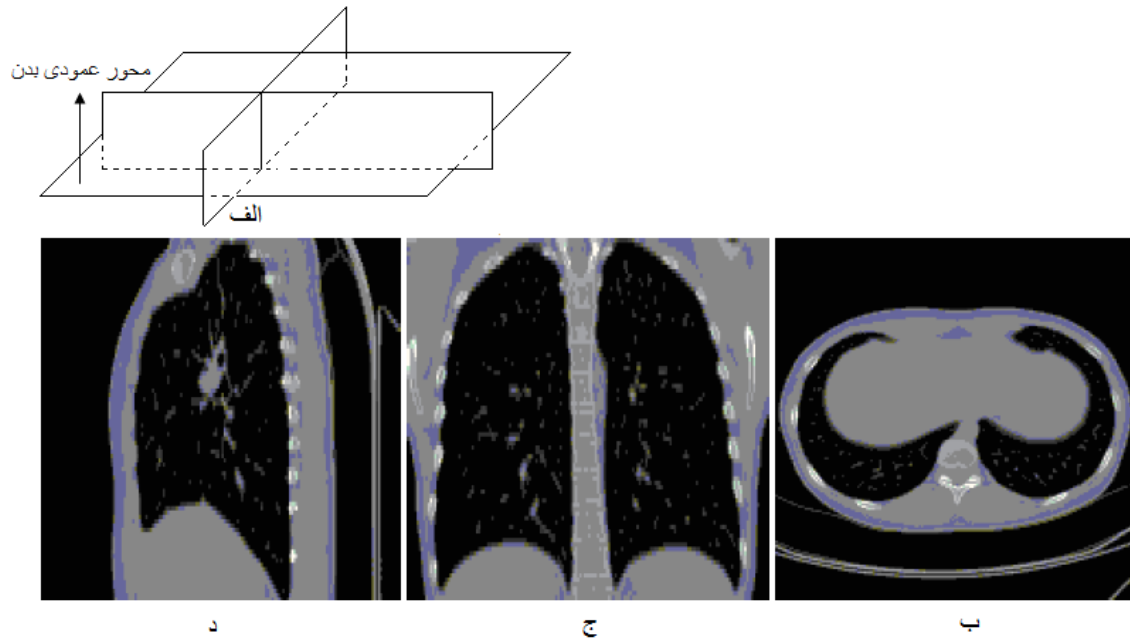 محور عمودی بدن
الف
ب
ج
د